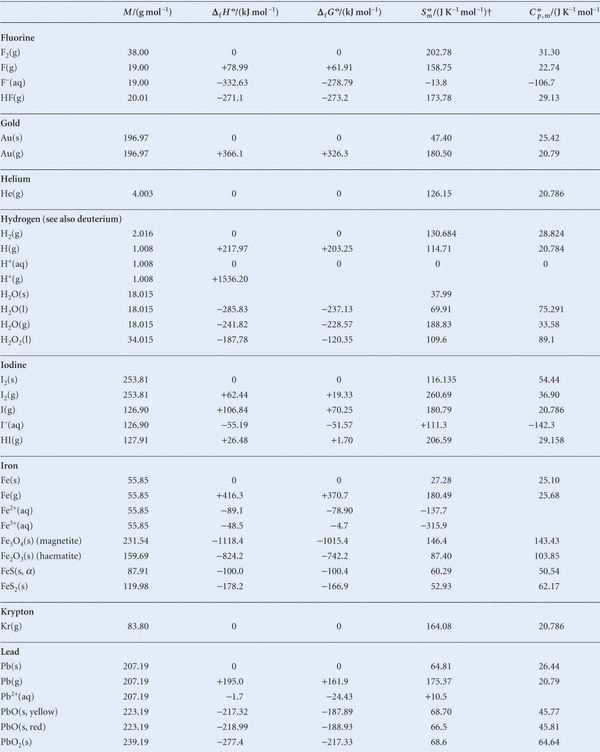 M/(g mol⁻¹) ΔfH⦵/(kJ mol⁻¹) ΔfG⦵/(kJ mol⁻¹) S⦵m/(J K⁻¹ mol⁻¹)† C⦵p,m/(J K⁻¹ mol⁻¹
Fluorine
F₂(g) 38.00 0 0 202.78 31.30
F(g) 19.00 +78.99 +61.91 158.75 22.74
F⁻(aq) 19.00 −332.63 −278.79 −13.8 −106.7
HF(g) 20.01 −271.1 −273.2 173.78 29.13
Gold
Au(s) 196.97 0 0 47.40 25.42
Au(g) 196.97 +366.1 +326.3 180.50 20.79
Helium
He(g) 4.003 0 0 126.15 20.786
Hydrogen (see also deuterium)
H₂(g) 2.016 0 0 130.684 28.824
H(g) 1.008 +217.97 +203.25 114.71 20.784
H⁺(aq) 1.008 0 0 0 0
H⁺(g) 1.008 +1536.20
H₂O(s) 18.015 37.99
H₂O(l) 18.015 −285.83 −237.13 69.91 75.291
H₂O(g) 18.015 −241.82 −228.57 188.83 33.58
H₂O₂(l) 34.015 −187.78 −120.35 109.6 89.1
Iodine
I₂(s) 253.81 0 0 116.135 54.44
I₂(g) 253.81 +62.44 +19.33 260.69 36.90
I(g) 126.90 +106.84 +70.25 180.79 20.786
I⁻(aq) 126.90 −55.19 −51.57 +111.3 −142.3
HI(g) 127.91 +26.48 +1.70 206.59 29.158
Iron
Fe(s) 55.85 0 0 27.28 25.10
Fe(g) 55.85 +416.3 +370.7 180.49 25.68
Fe²⁺(aq) 55.85 −89.1 −78.90 −137.7
Fe³⁺(aq) 55.85 −48.5 −4.7 −315.9
Fe₃O₄(s) (magnetite) 231.54 −1118.4 −1015.4 146.4 143.43
Fe₂O₃(s) (haematite) 159.69 −824.2 −742.2 87.40 103.85
FeS(s, α) 87.91 −100.0 −100.4 60.29 50.54
FeS₂(s) 119.98 −178.2 −166.9 52.93 62.17
Krypton
Kr(g) 83.80 0 0 164.08 20.786
Lead
Pb(s) 207.19 0 0 64.81 26.44
Pb(g) 207.19 +195.0 +161.9 175.37 20.79
Pb²⁺(aq) 207.19 −1.7 −24.43 +10.5
PbO(s, yellow) 223.19 −217.32 −187.89 68.70 45.77
PbO(s, red) 223.19 −218.99 −188.93 66.5 45.81
PbO₂(s) 239.19 −277.4 −217.33 68.6 64.64